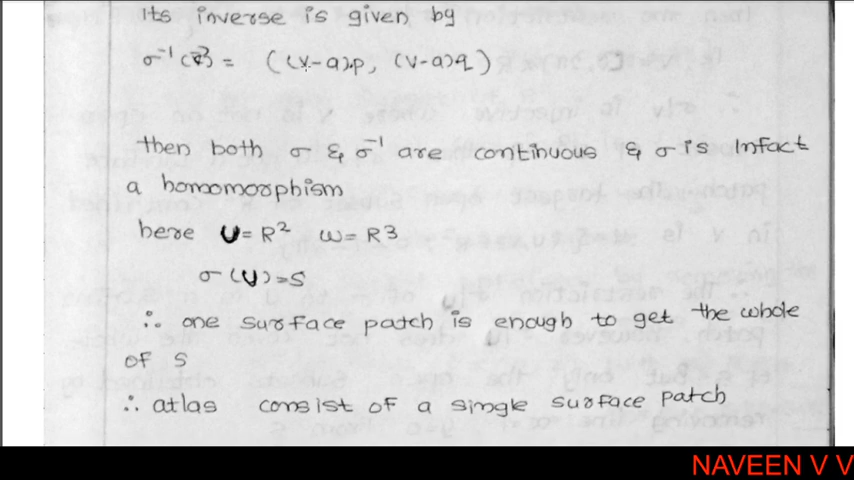 Its inverse is given by
σ⁻¹(v⃗) = ((v-a)p, (v-a)q)
then both σ & σ⁻¹ are continuous & σ is Infact
a homomorphism
here U = R² w = R3
σ(U) = S
∴ one surface patch is enough to get the whole
of S
∴ atlas consist of a single surface patch
NAVEEN V V